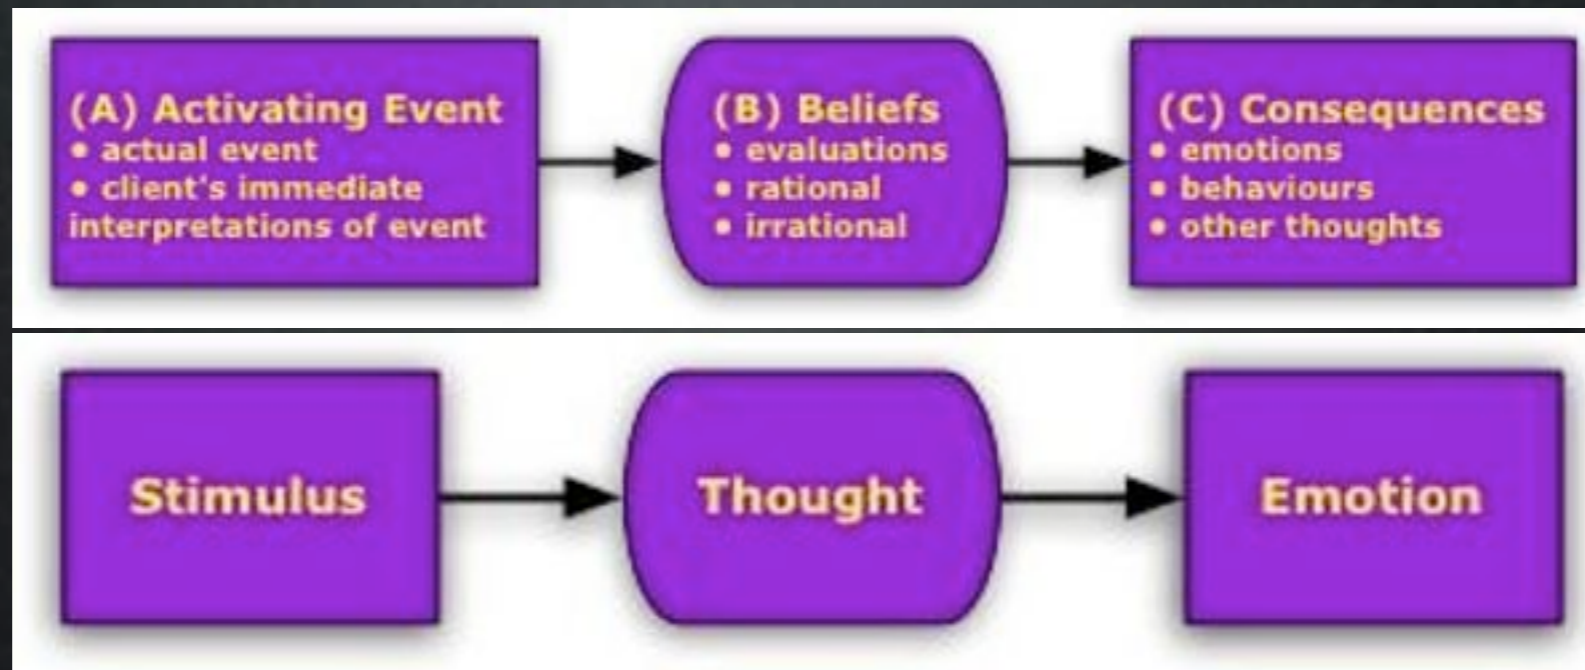 (A) Activating Event
• actual event
• client's immediate
interpretations of event
(B) Beliefs
• evaluations
• rational
• irrational
(C) Consequences
• emotions
• behaviours
• other thoughts
Stimulus
Thought
Emotion